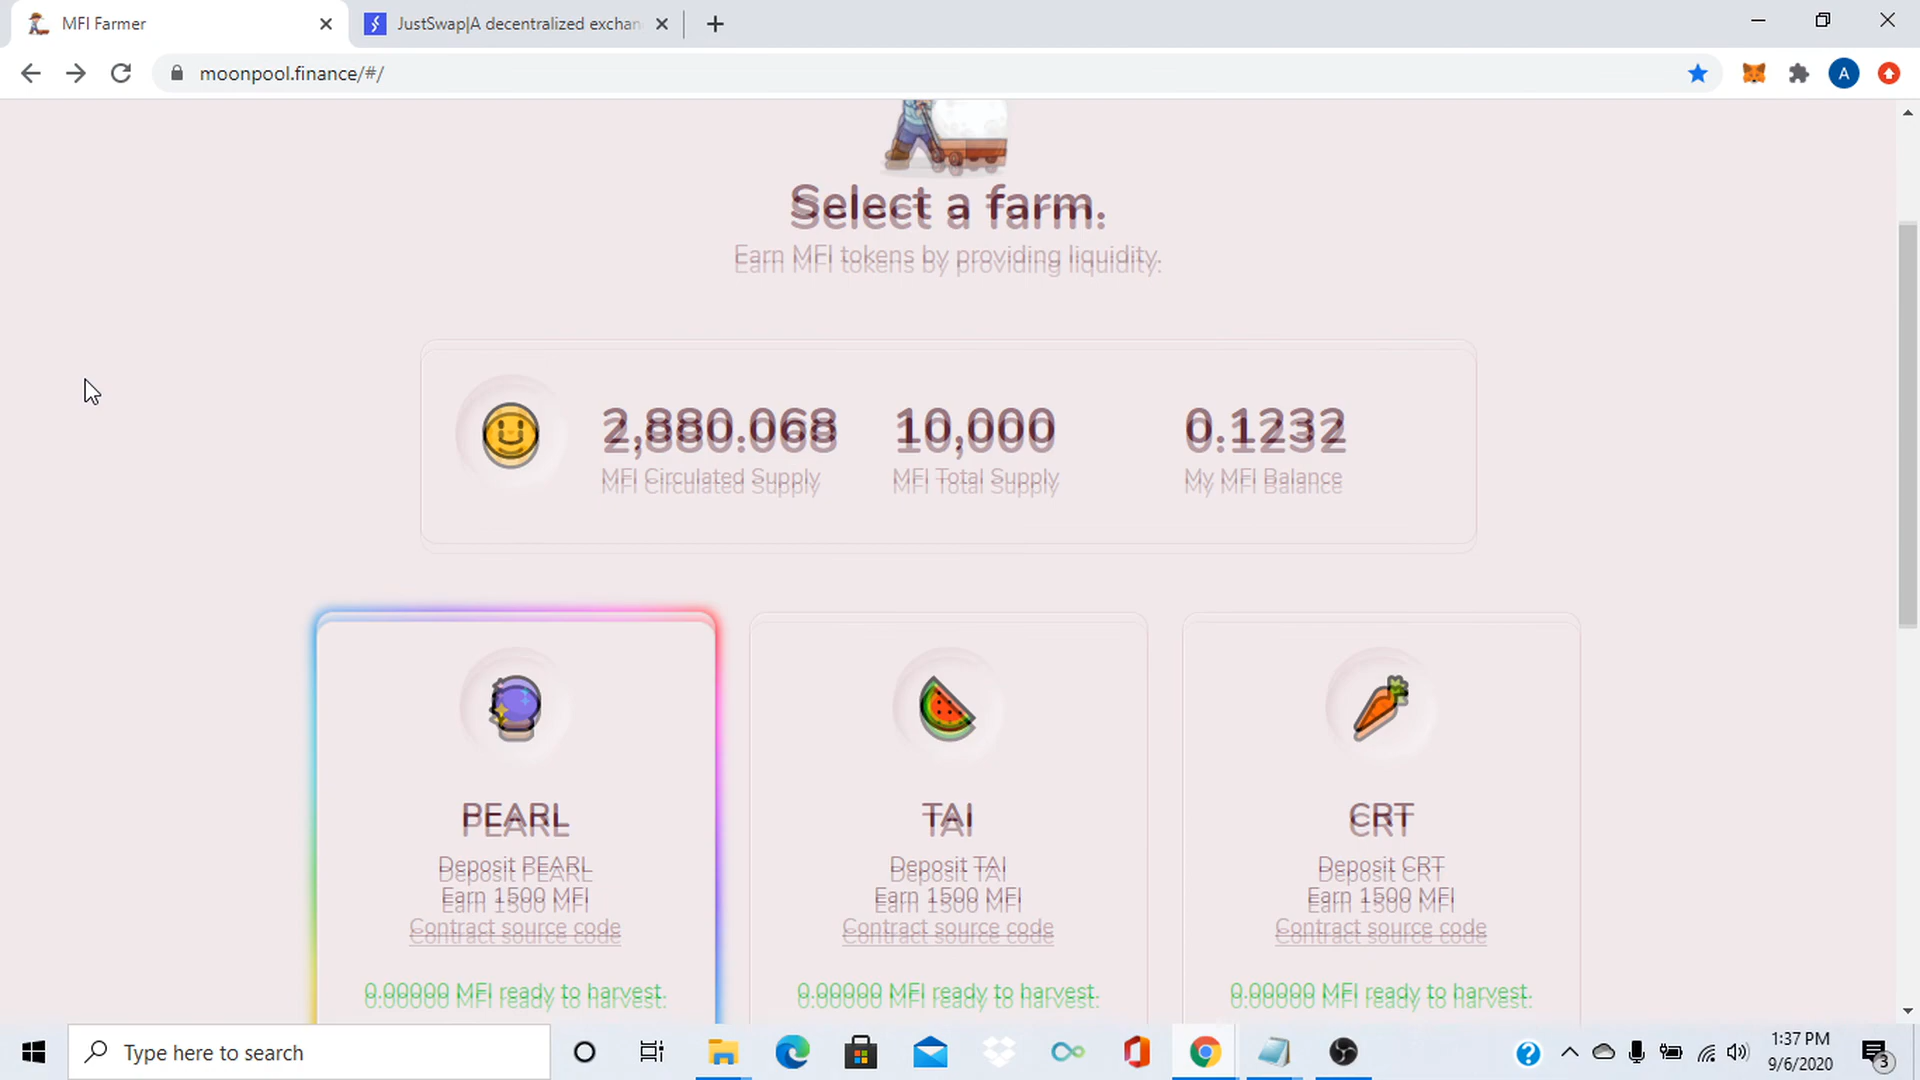 MFI Farmer
JustSwap|A decentralized exchan
moonpool.finance/#/
A
Select a farm.
Earn MFI tokens by providing liquidity.
2,880.068
MFI Circulated Supply
10,000
MFI Total Supply
0.1232
My MFI Balance
PEARL
Deposit PEARL
Earn 1500 MFI
Contract source code
0.00000 MFI ready to harvest.
TAI
Deposit TAI
Earn 1500 MFI
Contract source code
0.00000 MFI ready to harvest.
CRT
Deposit CRT
Earn 1500 MFI
Contract source code
0.00000 MFI ready to harvest.
Type here to search
1:37 PM
9/6/2020
3